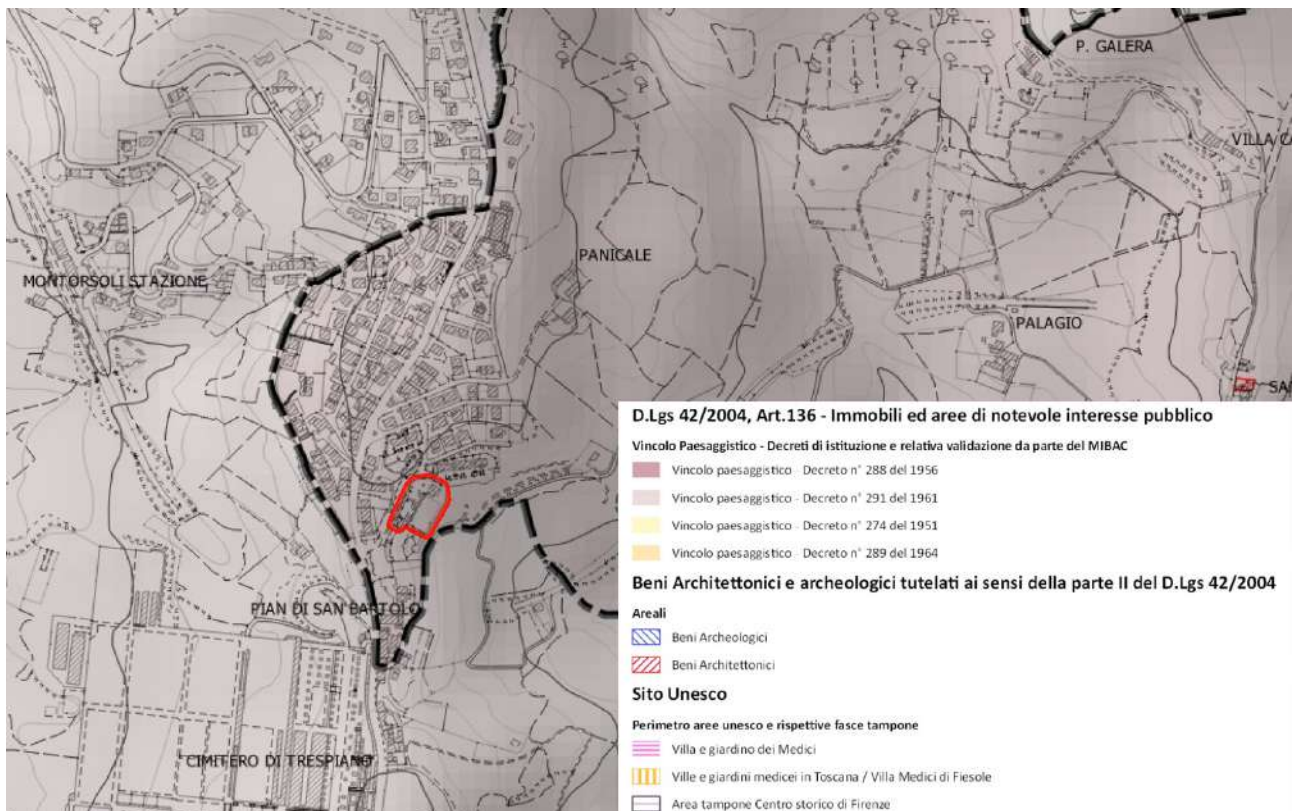 P. GALERA
VILLA CA
PANICALE
MONTORSOLI STAZIONE
PALAGIO
SAN
D.Lgs 42/2004, Art.136 - Immobili ed aree di notevole interesse pubblico
Vincolo Paesaggistico - Decreti di istituzione e relativa validazione da parte del MIBAC
Vincolo paesaggistico - Decreto n° 288 del 1956
Vincolo paesaggistico - Decreto n° 291 del 1961
Vincolo paesaggistico - Decreto n° 274 del 1951
Vincolo paesaggistico - Decreto n° 289 del 1964
Beni Architettonici e archeologici tutelati ai sensi della parte II del D.Lgs 42/2004
Areali
Beni Archeologici
Beni Architettonici
PIAN DI SAN BARTOLO
Sito Unesco
Perimetro aree unesco e rispettive fasce tampone
Villa e giardino dei Medici
CIMITERO DI TRESPIANO
Ville e giardini medicei in Toscana / Villa Medici di Fiesole
Area tampone Centro storico di Firenze